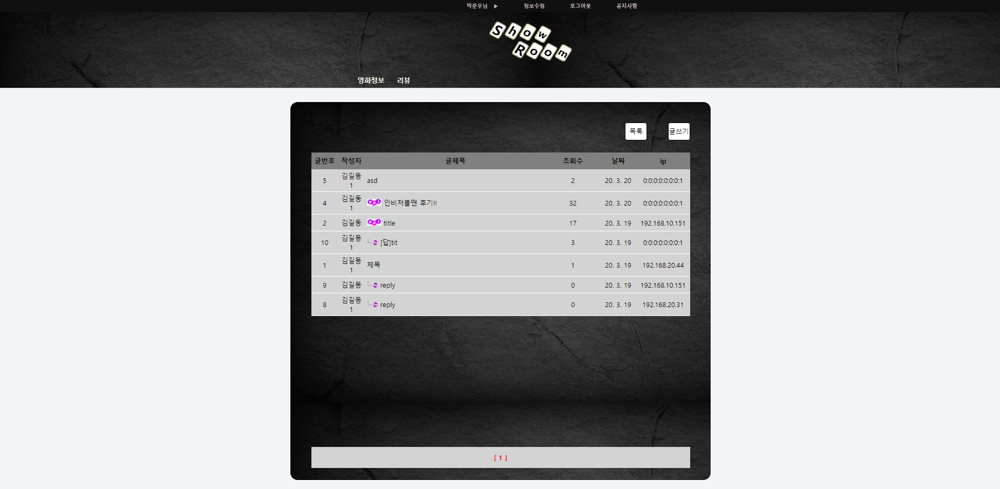 박준우님 ▶ 정보수정 로그아웃 공지사항
Show
Room
영화정보 리뷰
목록 글쓰기
글번호 작성자 글제목 조회수 날짜 ip
5 김길동1 asd 2 20. 3. 20 0:0:0:0:0:0:0:1
4 김길동1 HOT 인비저블맨 후기!! 32 20. 3. 20 0:0:0:0:0:0:0:1
2 김길동 HOT title 17 20. 3. 19 192.168.10.151
10 김길동1 [답]tit 3 20. 3. 19 0:0:0:0:0:0:0:1
1 김길동1 제목 1 20. 3. 19 192.168.20.44
9 김길동 reply 0 20. 3. 19 192.168.10.151
8 김길동1 reply 0 20. 3. 19 192.168.20.31
[ 1 ]